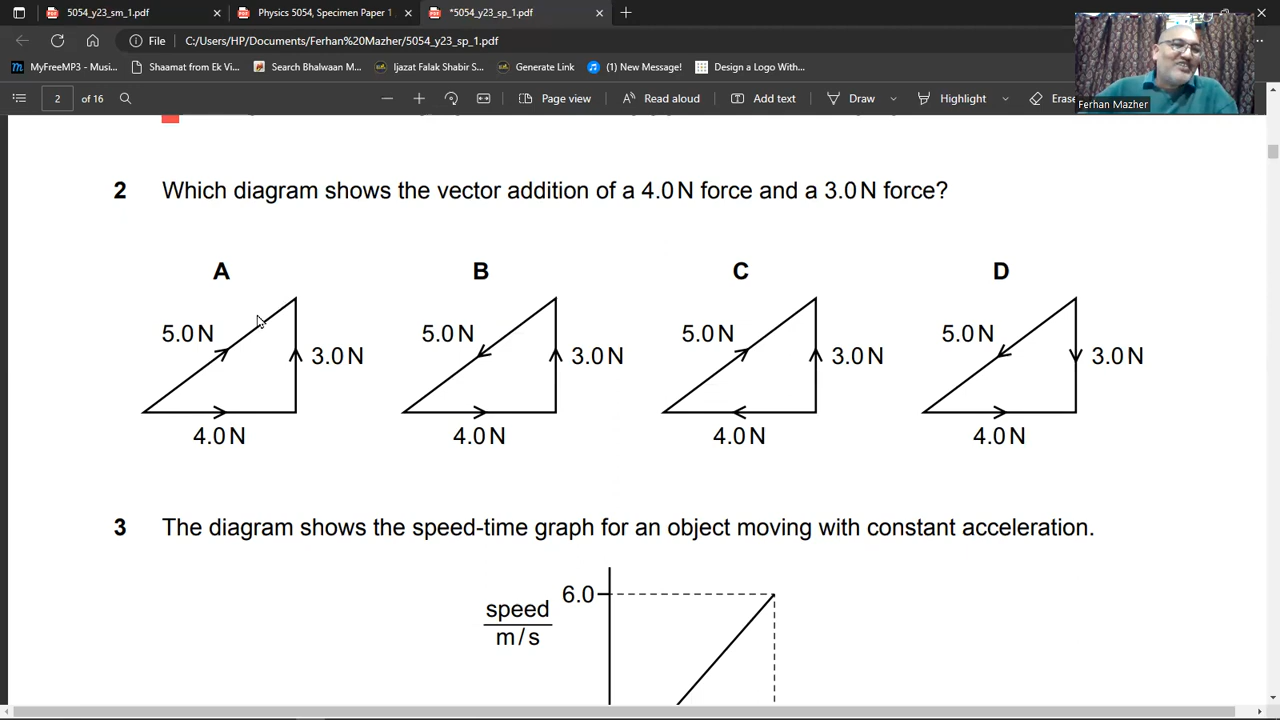 5054_y23_sm_1.pdf
Physics 5054, Specimen Paper 1
*5054_y23_sp_1.pdf
File
C:/Users/HP/Documents/Ferhan%20Mazher/5054_y23_sp_1.pdf
MyFreeMP3 - Musi...
Shaamat from Ek Vi...
Search Bhalwaan M...
Ijazat Falak Shabir S...
Generate Link
(1) New Message!
Design a Logo With...
2 of 16
Page view
Read aloud
Add text
Draw
Highlight
Erase
Ferhan Mazher
2 Which diagram shows the vector addition of a 4.0 N force and a 3.0 N force?
A B C D
5.0 N 3.0 N 5.0 N 3.0 N 5.0 N 3.0 N 5.0 N 3.0 N
4.0 N 4.0 N 4.0 N 4.0 N
3 The diagram shows the speed-time graph for an object moving with constant acceleration.
6.0
speed
m / s